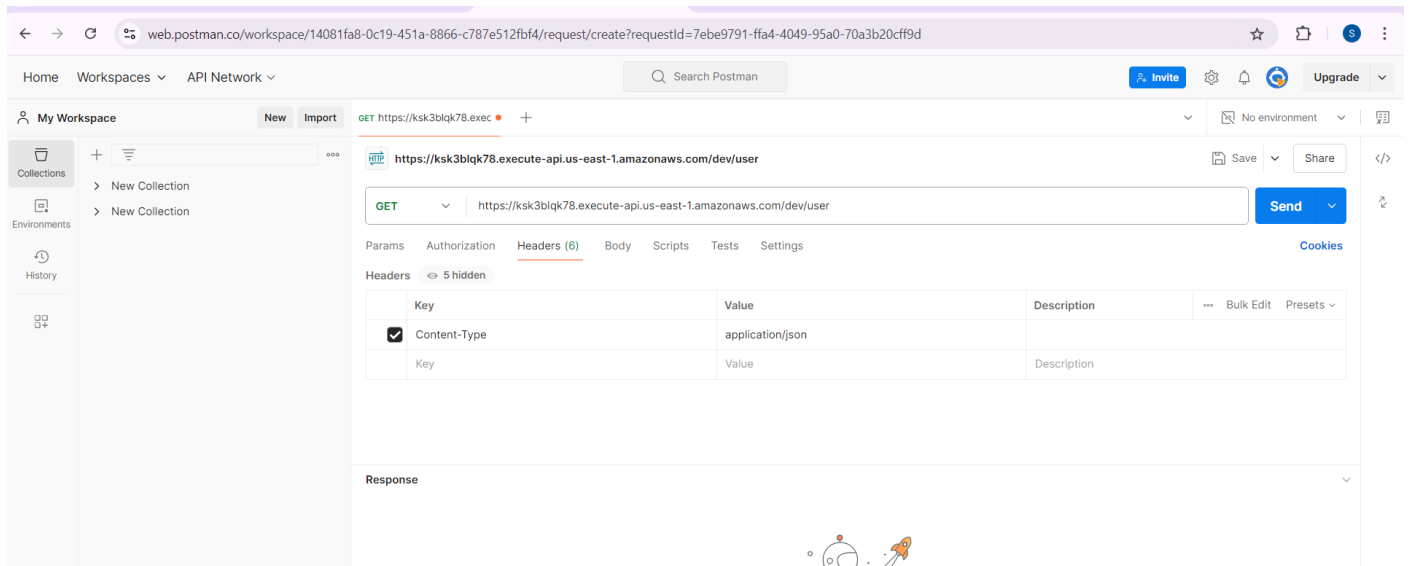 web.postman.co/workspace/14081fa8-0c19-451a-8866-c787e512fbf4/request/create?requestId=7ebe9791-ffa4-4049-95a0-70a3b20cff9d
S
Home Workspaces API Network Search Postman Invite Upgrade
My Workspace New Import GET https://ksk3blqk78.exec No environment
Collections
HTTP https://ksk3blqk78.execute-api.us-east-1.amazonaws.com/dev/user Save Share
New Collection
New Collection
Environments
History
GET https://ksk3blqk78.execute-api.us-east-1.amazonaws.com/dev/user Send
Params Authorization Headers (6) Body Scripts Tests Settings Cookies
Headers 5 hidden
Key Value Description Bulk Edit Presets
Content-Type application/json
Key Value Description
Response